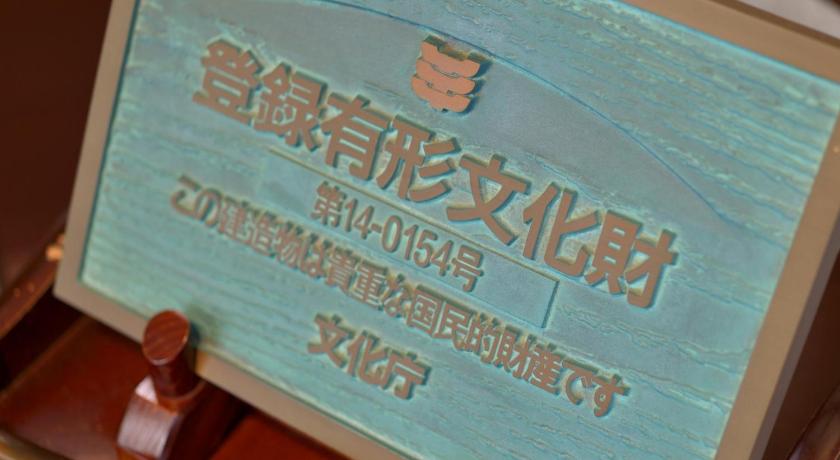 登録有形文化財
第14-0154号
この建造物は貴重な国民的財産です
文化庁